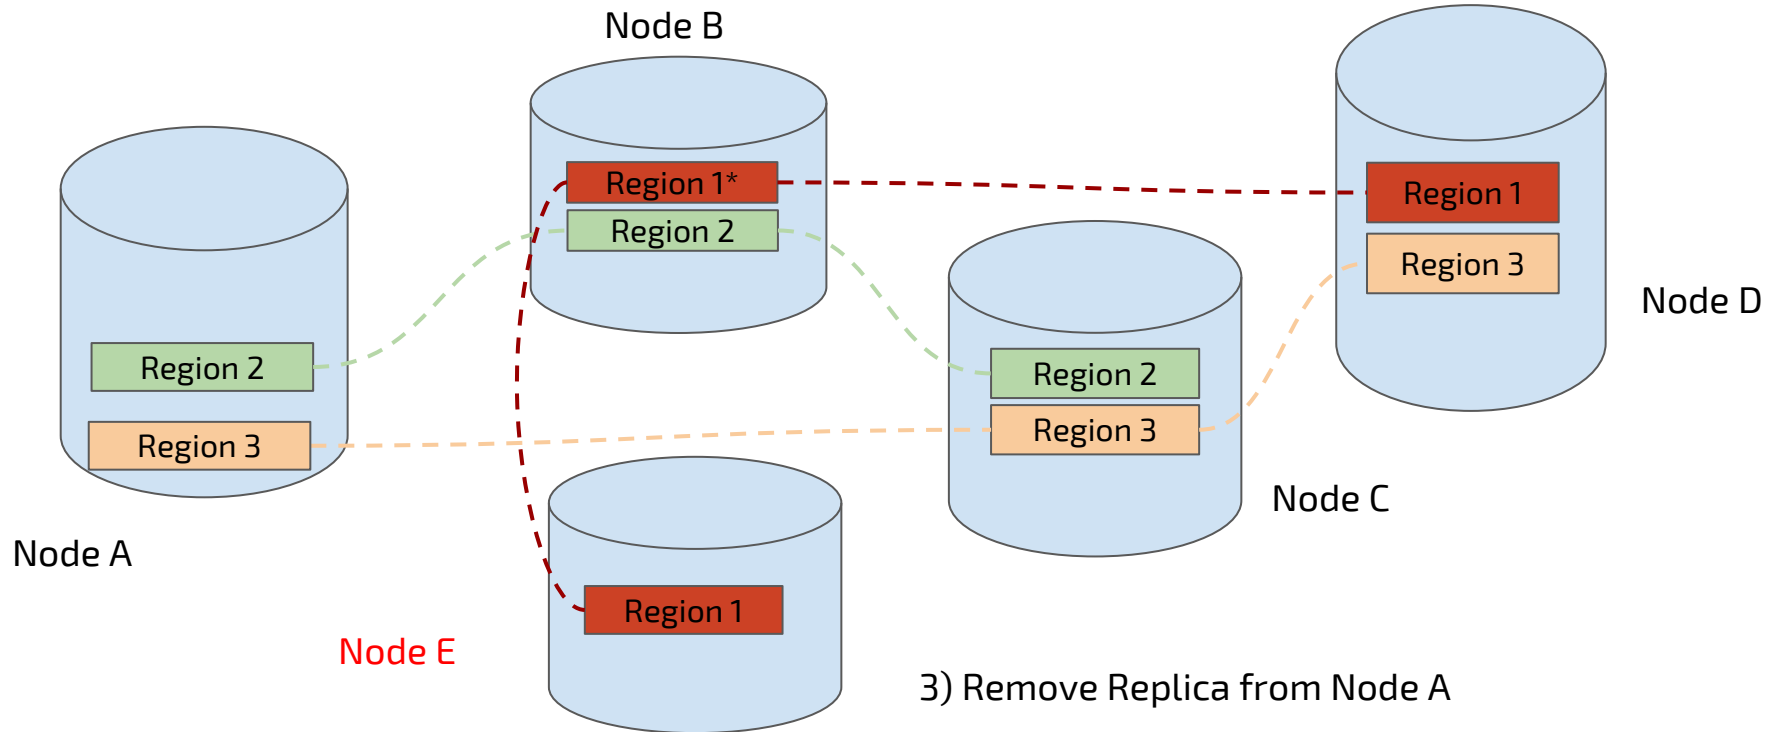 Node B
Region 1*
Region 2
Region 1
Region 3
Node D
Region 2
Region 3
Node A
Region 2
Region 3
Node C
Region 1
Node E
3) Remove Replica from Node A